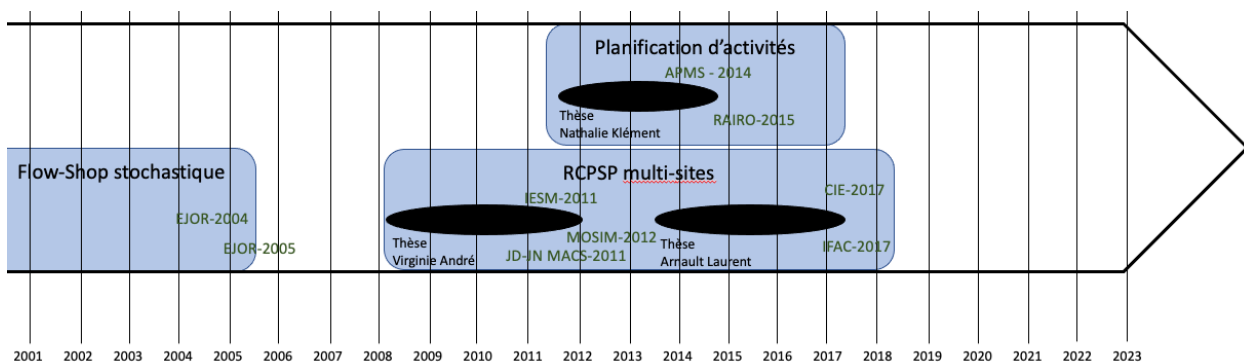 Planification d'activités
APMS - 2014
Thèse
Nathalie Klément
RAIRO-2015
Flow-Shop stochastique
EJOR-2004
EJOR-2005
RCPSP multi-sites
IESM-2011
CIE-2017
Thèse
Virginie André
MOSIM-2012
JD-JN MACS-2011
Thèse
Arnault Laurent
IFAC-2017
2001 2002 2003 2004 2005 2006 2007 2008 2009 2010 2011 2012 2013 2014 2015 2016 2017 2018 2019 2020 2021 2022 2023